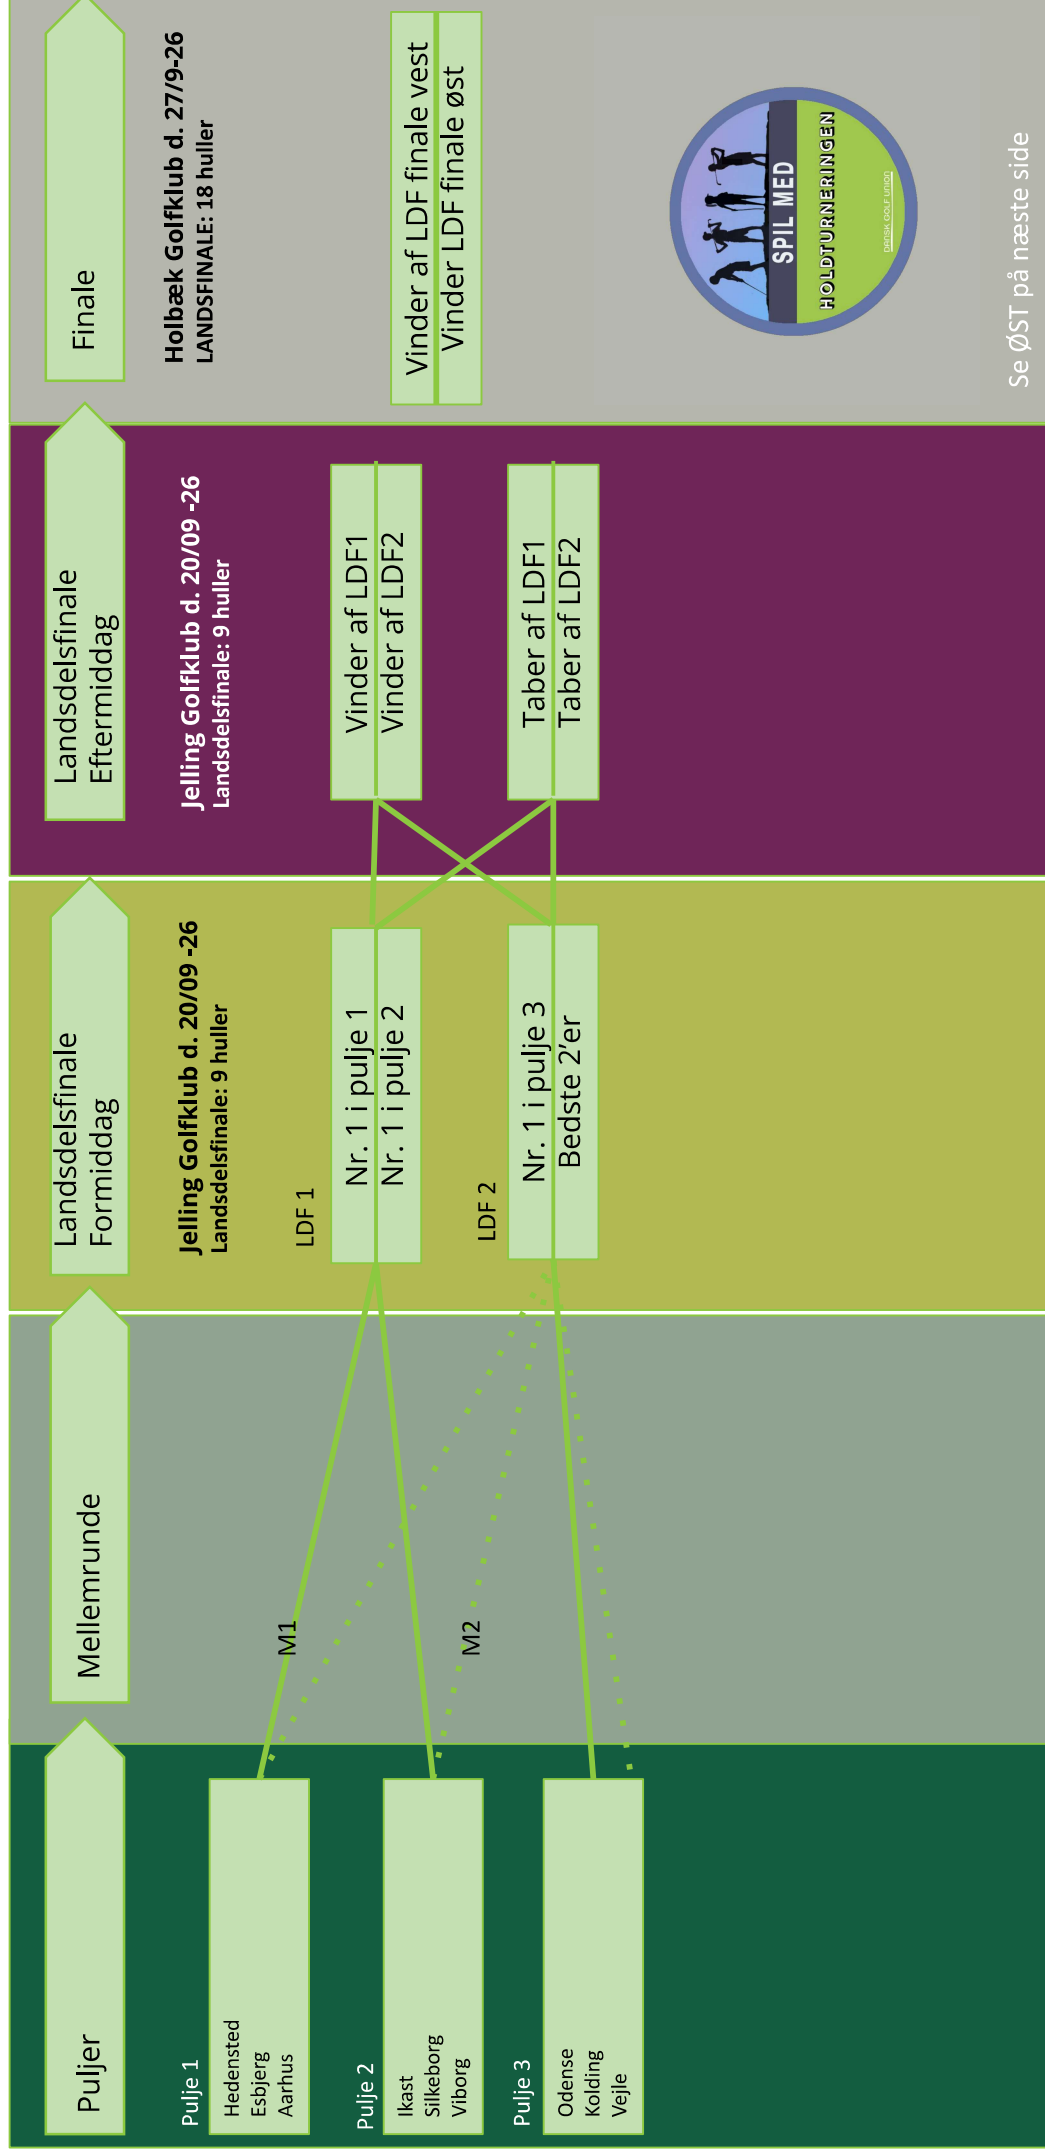 Puljer
Pulje 1
Hedensted
Esbjerg
Aarhus
Pulje 2
Ikast
Silkeborg
Viborg
Pulje 3
Odense
Kolding
Vejle
Mellemrunde
M1
M2
Landsdelsfinale
Formiddag
Jelling Golfklub d. 20/09 -26
Landsdelsfinale: 9 huller
LDF 1
Nr. 1 i pulje 1
Nr. 1 i pulje 2
LDF 2
Nr. 1 i pulje 3
Bedste 2’er
Landsdelsfinale
Eftermiddag
Jelling Golfklub d. 20/09 -26
Landsdelsfinale: 9 huller
Vinder af LDF1
Vinder af LDF2
Taber af LDF1
Taber af LDF2
Finale
Holbæk Golfklub d. 27/9-26
LANDSFINALE: 18 huller
Vinder af LDF finale vest
Vinder LDF finale øst
SPIL MED
HOLDTURNERINGEN
DANSK GOLF UNION
Se ØST på næste side